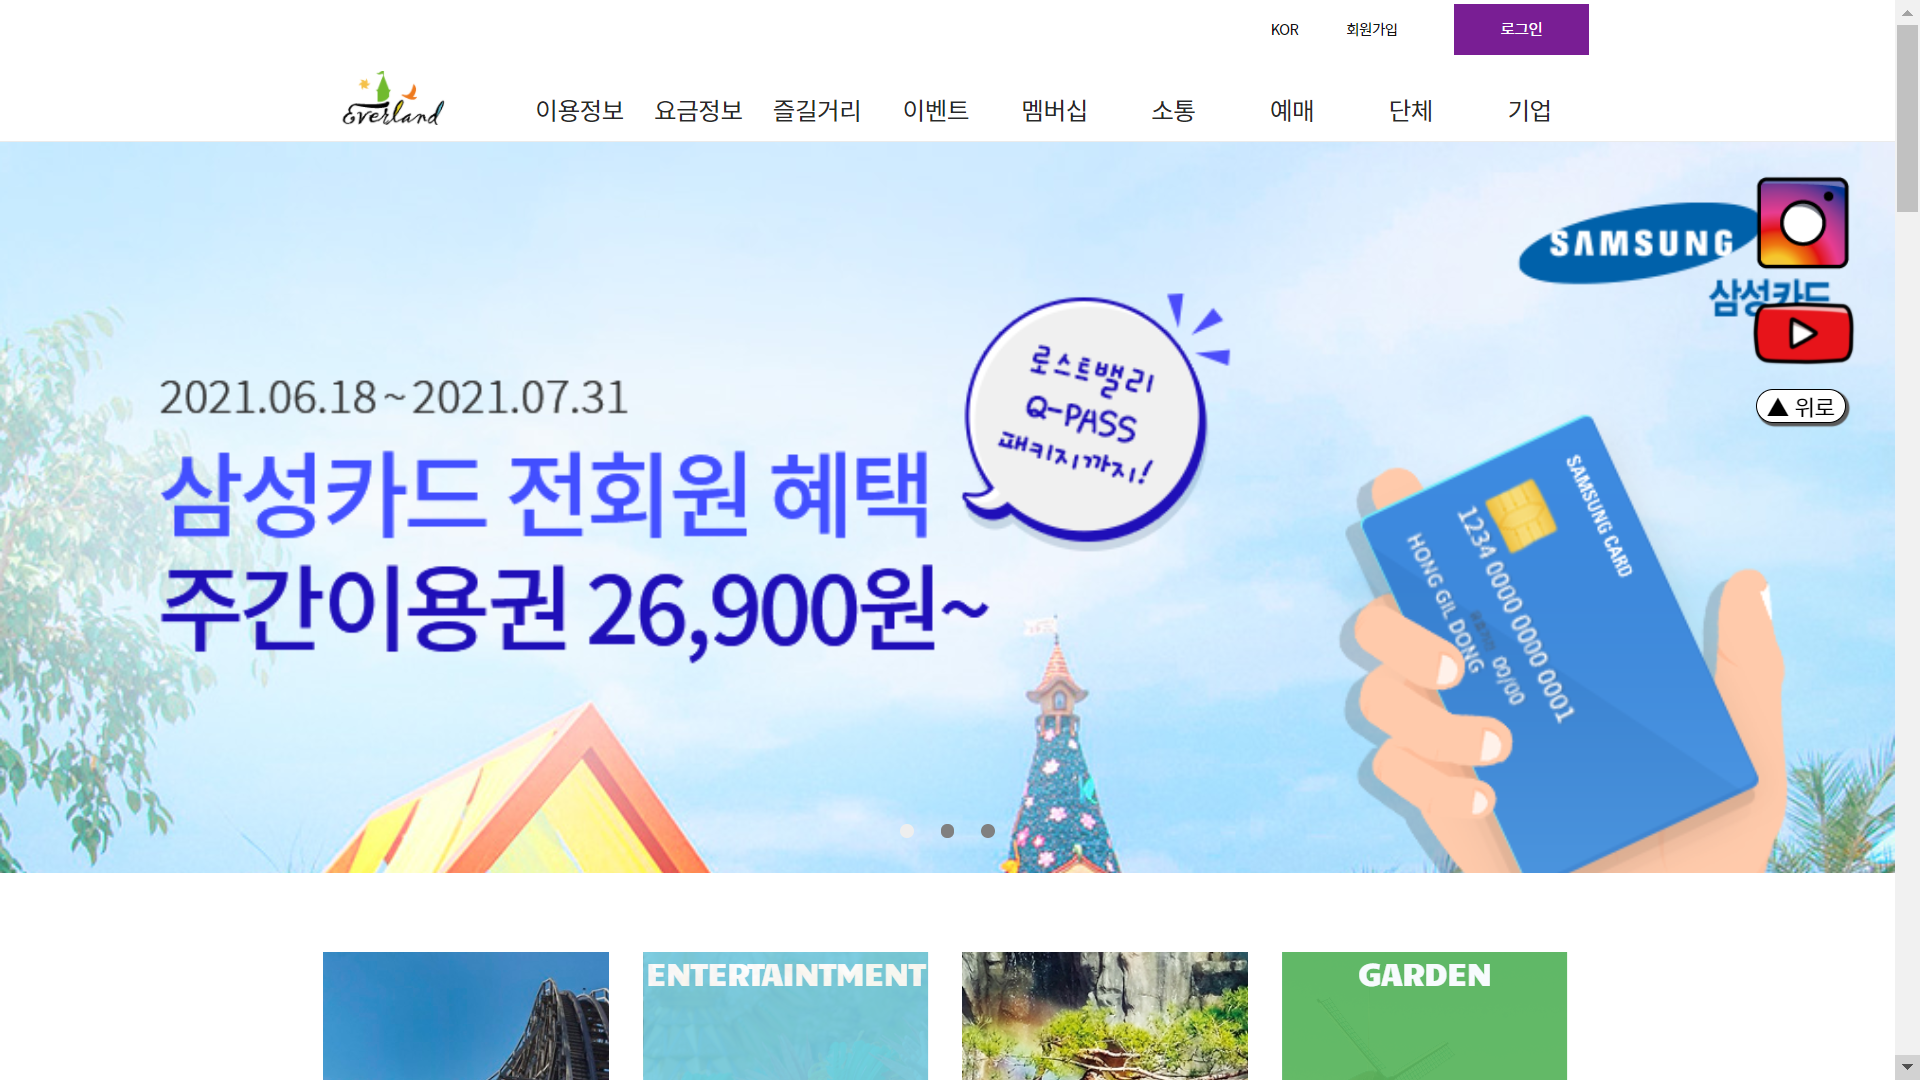 KOR 회원가입 로그인
everland
이용정보 요금정보 즐길거리 이벤트 멤버십 소통 예매 단체 기업
SAMSUNG
삼성카드
로스트밸리
Q-PASS
패키지까지!
2021.06.18~2021.07.31
삼성카드 전회원 혜택
주간이용권 26,900원~
▲ 위로
SAMSUNG CARD
1234 0000 0000 0001
00/00
HONG GIL DONG
ENTERTAINTMENT
GARDEN